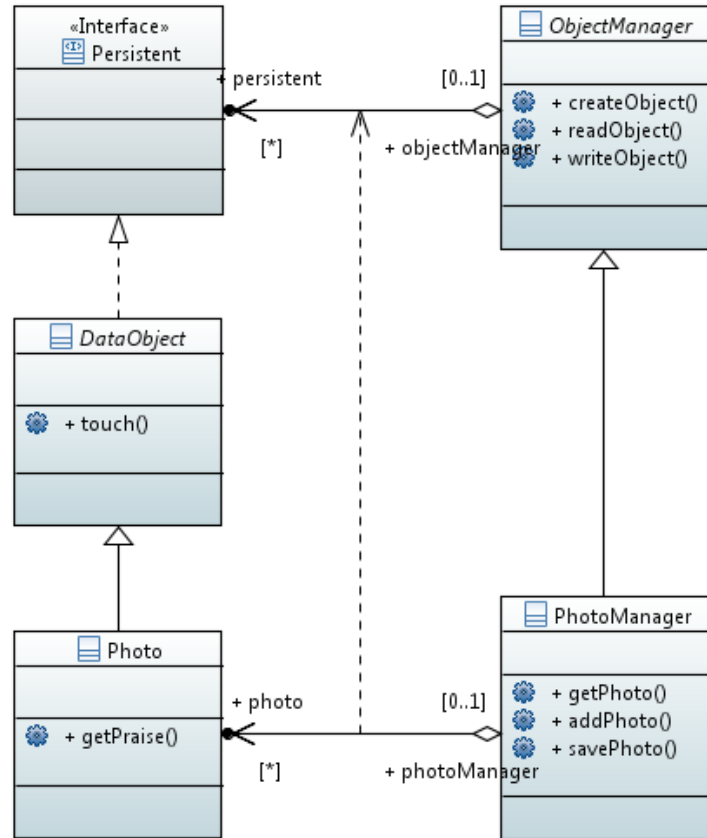 «Interface»
Persistent
ObjectManager
+ persistent
[0..1]
+ createObject()
+ readObject()
+ writeObject()
[*]
+ objectManager
DataObject
+ touch()
Photo
PhotoManager
+ getPraise()
+ photo
[0..1]
+ getPhoto()
+ addPhoto()
+ savePhoto()
[*]
+ photoManager